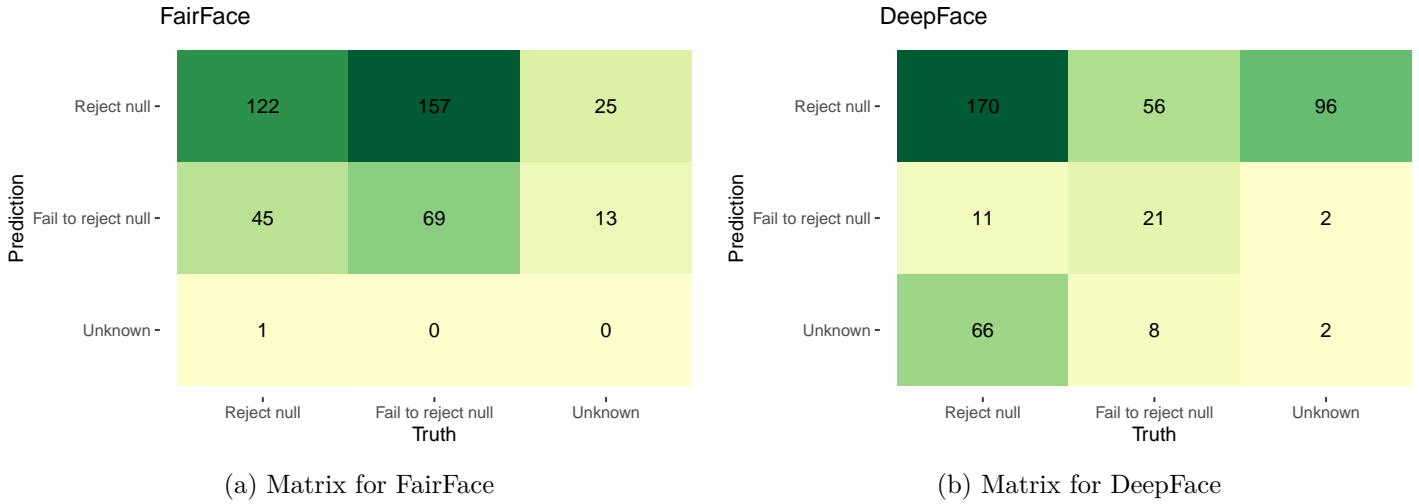 FairFace
Reject null
122 157 25
Prediction
Fail to reject null
45 69 13
Unknown
1 0 0
Reject null Fail to reject null Unknown
Truth
(a) Matrix for FairFace
DeepFace
Reject null
170 56 96
Prediction
Fail to reject null
11 21 2
Unknown
66 8 2
Reject null Fail to reject null Unknown
Truth
(b) Matrix for DeepFace